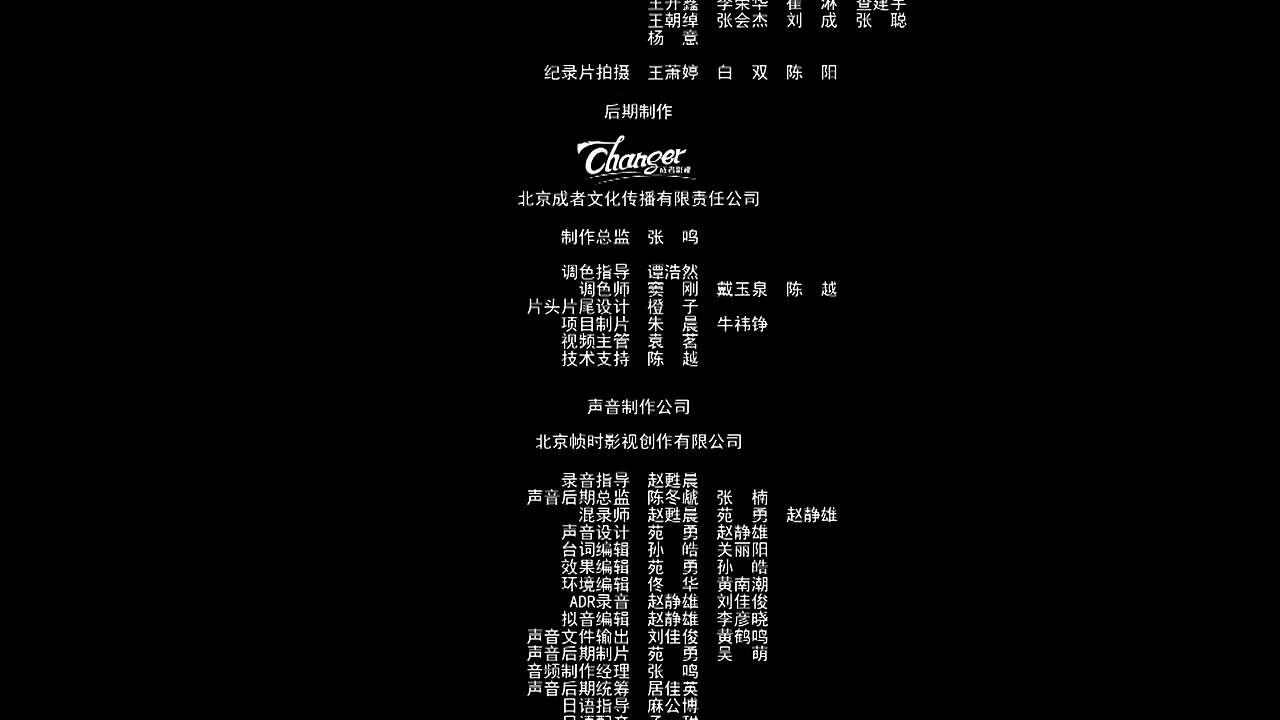 王朝绰 张会杰 刘 成 张 聪
杨 意
纪录片拍摄 王萧婷 白 双 陈 阳
后期制作
Changer
成者影视
北京成者文化传播有限责任公司
制作总监 张 鸣
调色指导 谭浩然
调色师 窦 刚 戴玉泉 陈 越
片头片尾设计 橙 子
项目制片 朱 晨 牛祎铮
视频主管 袁 茗
技术支持 陈 越
声音制作公司
北京帧时影视创作有限公司
录音指导 赵甦晨
声音后期总监 陈冬虣 张 楠
混录师 赵甦晨 苑 勇 赵静雄
声音设计 苑 勇 赵静雄
台词编辑 孙 皓 关丽阳
效果编辑 苑 勇 孙 皓
环境编辑 佟 华 黄南潮
ADR录音 赵静雄 刘佳俊
拟音编辑 赵静雄 李彦晓
声音文件输出 刘佳俊 黄鹤鸣
声音后期制片 苑 勇 吴 萌
音频制作经理 张 鸣
声音后期统筹 居佳英
日语指导 麻公博